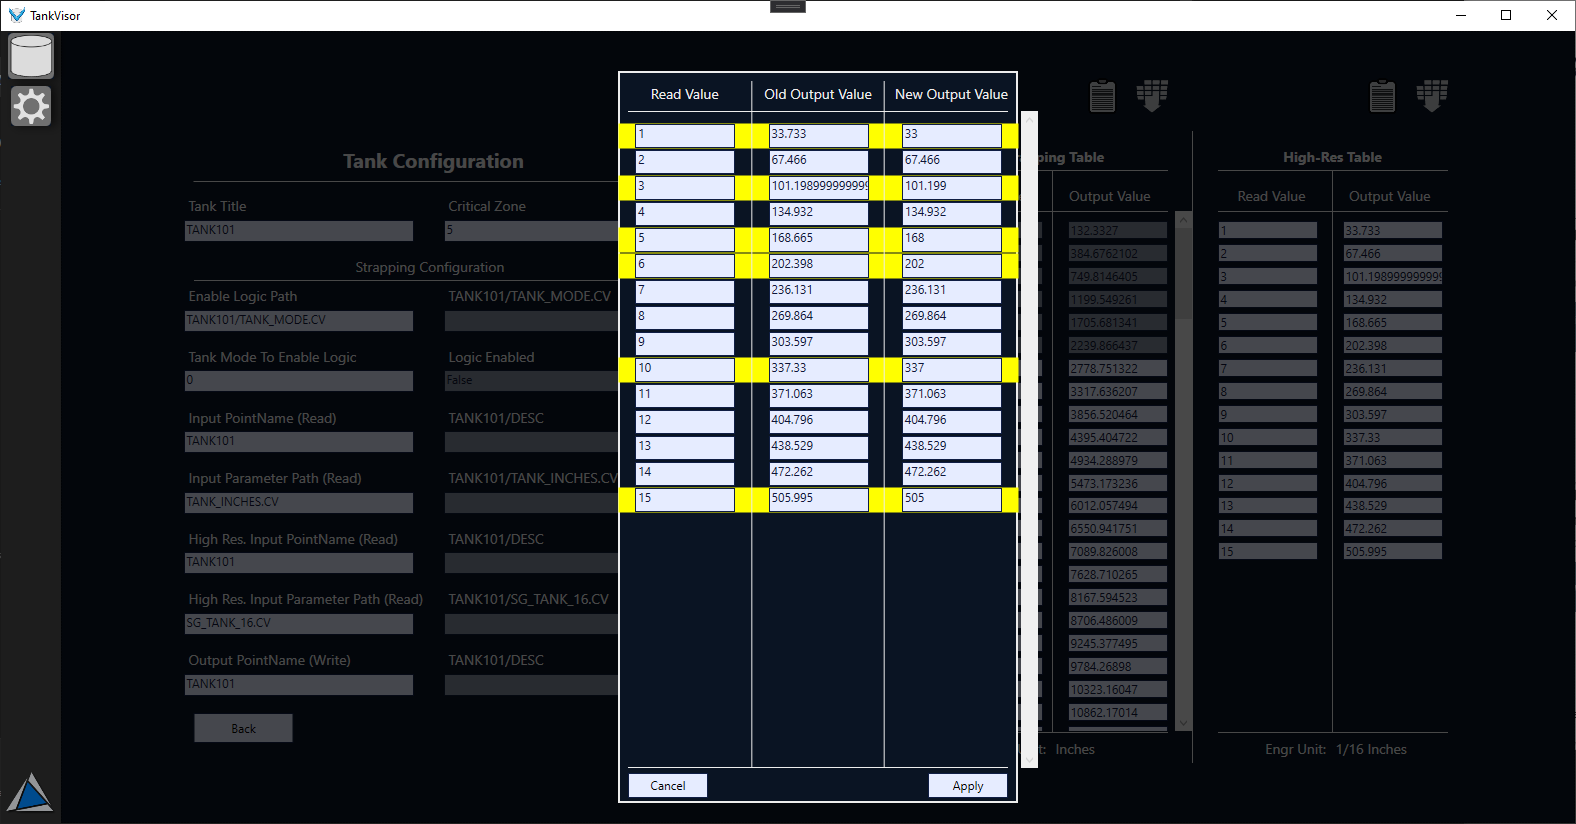 TankVisor
Tank Configuration
Tank Title
Critical Zone
TANK101
5
Strapping Configuration
Enable Logic Path
TANK101/TANK_MODE.CV
TANK101/TANK_MODE.CV
Tank Mode To Enable Logic
Logic Enabled
0
False
Input PointName (Read)
TANK101/DESC
TANK101
Input Parameter Path (Read)
TANK101/TANK_INCHES.CV
TANK_INCHES.CV
High Res. Input PointName (Read)
TANK101/DESC
TANK101
High Res. Input Parameter Path (Read)
TANK101/SG_TANK_16.CV
SG_TANK_16.CV
Output PointName (Write)
TANK101/DESC
TANK101
Back
Read Value Old Output Value New Output Value
1 33.733 33
2 67.466 67.466
3 101.198999999999 101.199
4 134.932 134.932
5 168.665 168
6 202.398 202
7 236.131 236.131
8 269.864 269.864
9 303.597 303.597
10 337.33 337
11 371.063 371.063
12 404.796 404.796
13 438.529 438.529
14 472.262 472.262
15 505.995 505
Cancel
Apply
ping Table
Output Value
132.3327
384.6762102
749.8146405
1199.549261
1705.681341
2239.866437
2778.751322
3317.636207
3856.520464
4395.404722
4934.288979
5473.173236
6012.057494
6550.941751
7089.826008
7628.710265
8167.594523
8706.486009
9245.377495
9784.26898
10323.16047
10862.17014
t: Inches
High-Res Table
Read Value Output Value
1 33.733
2 67.466
3 101.198999999999
4 134.932
5 168.665
6 202.398
7 236.131
8 269.864
9 303.597
10 337.33
11 371.063
12 404.796
13 438.529
14 472.262
15 505.995
Engr Unit: 1/16 Inches